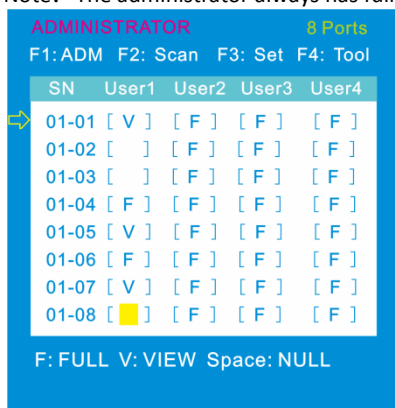 Note: The administrator always has full
ADMINISTRATOR 8 Ports
F1: ADM F2: Scan F3: Set F4: Tool
SN User1 User2 User3 User4
01-01 [ V ] [ F ] [ F ] [ F ]
01-02 [ ] [ F ] [ F ] [ F ]
01-03 [ ] [ F ] [ F ] [ F ]
01-04 [ F ] [ F ] [ F ] [ F ]
01-05 [ V ] [ F ] [ F ] [ F ]
01-06 [ F ] [ F ] [ F ] [ F ]
01-07 [ V ] [ F ] [ F ] [ F ]
01-08 [ ] [ F ] [ F ] [ F ]
F: FULL V: VIEW Space: NULL